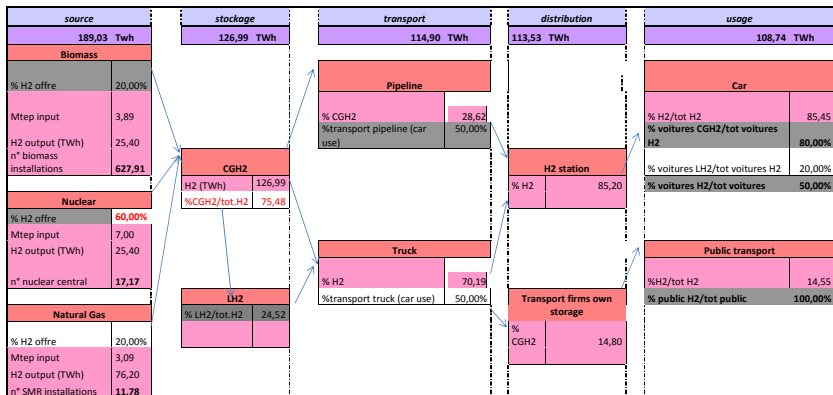 source
189,03 Twh
Biomass
% H2 offre 20,00%
Mtep input 3,89
H2 output (TWh) 25,40
n° biomass
installations 627,91
Nuclear
% H2 offre 60,00%
Mtep input 7,00
H2 output (TWh) 25,40
n° nuclear central 17,17
Natural Gas
% H2 offre 20,00%
Mtep input 3,09
H2 output (TWh) 76,20
n° SMR installations 11,78
stockage
126,99 TWh
CGH2
H2 (TWh) 126,99
%CGH2/tot.H2 75,48
LH2
% LH2/tot.H2 24,52
transport
114,90 TWh
Pipeline
% CGH2 28,62
%transport pipeline (car
use) 50,00%
Truck
% H2 70,19
%transport truck (car use) 50,00%
distribution
113,53 TWh
H2 station
% H2 85,20
Transport firms own
storage
%
CGH2 14,80
usage
108,74 TWh
Car
% H2/tot H2 85,45
% voitures CGH2/tot voitures
H2 80,00%
% voitures LH2/tot voitures H2 20,00%
% voitures H2/tot voitures 50,00%
Public transport
%H2/tot H2 14,55
% public H2/tot public 100,00%